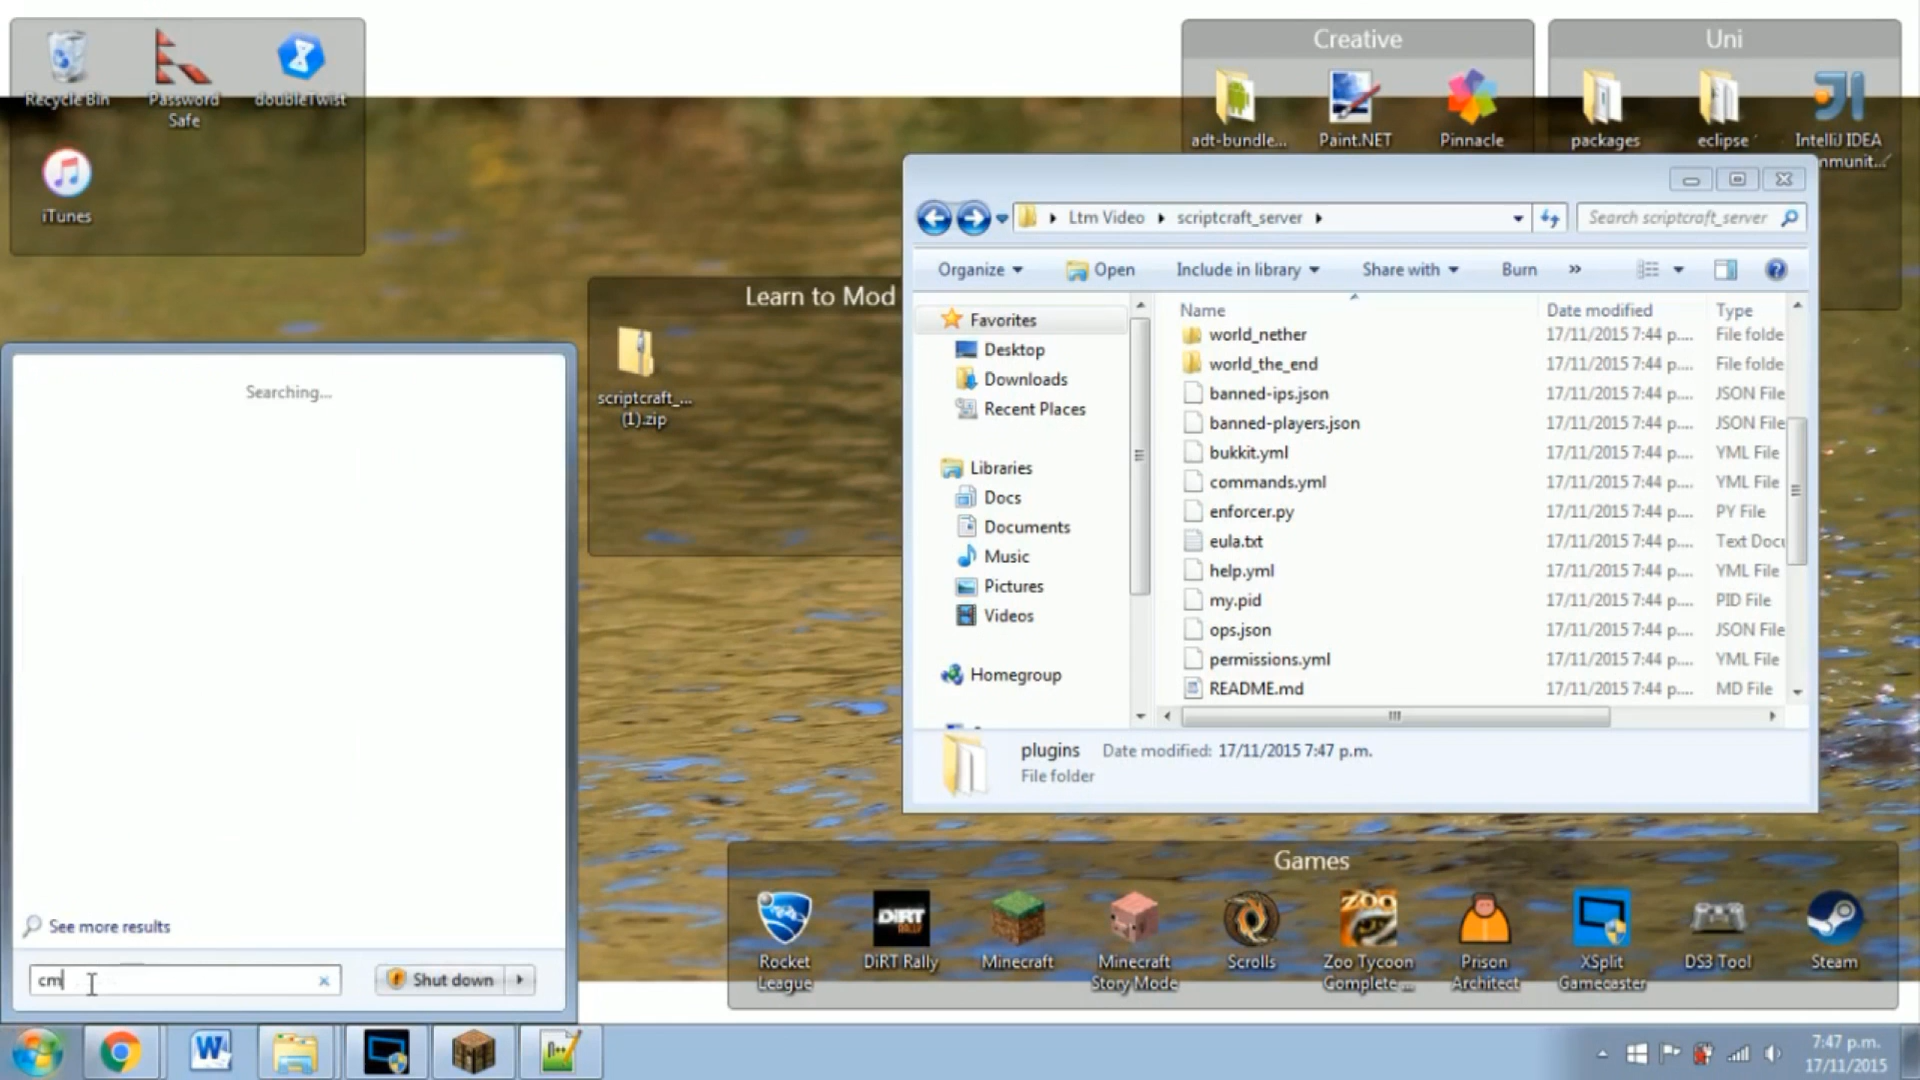 Recycle Bin
Password
Safe
doubleTwist
iTunes
Creative
adt-bundle...
Paint.NET
Pinnacle
Uni
packages
eclipse
IntelliJ IDEA
mmunit...
Learn to Mod
scriptcraft_...
(1).zip
Ltm Video
scriptcraft_server
Search scriptcraft_server
Organize
Open
Include in library
Share with
Burn
»
Favorites
Desktop
Downloads
Recent Places
Libraries
Docs
Documents
Music
Pictures
Videos
Homegroup
Name Date modified Type
world_nether 17/11/2015 7:44 p.... File folde
world_the_end 17/11/2015 7:44 p.... File folde
banned-ips.json 17/11/2015 7:44 p.... JSON File
banned-players.json 17/11/2015 7:44 p.... JSON File
bukkit.yml 17/11/2015 7:44 p.... YML File
commands.yml 17/11/2015 7:44 p.... YML File
enforcer.py 17/11/2015 7:44 p.... PY File
eula.txt 17/11/2015 7:44 p.... Text Docu
help.yml 17/11/2015 7:44 p.... YML File
my.pid 17/11/2015 7:44 p.... PID File
ops.json 17/11/2015 7:44 p.... JSON File
permissions.yml 17/11/2015 7:44 p.... YML File
README.md 17/11/2015 7:44 p.... MD File
plugins Date modified: 17/11/2015 7:47 p.m.
File folder
Searching...
See more results
cm
Shut down
Games
Rocket
League
DiRT
DiRT Rally
Minecraft
Minecraft
Story Mode
Scrolls
ZOO
Zoo Tycoon
Complete ...
Prison
Architect
XSplit
Gamecaster
DS3 Tool
Steam
7:47 p.m.
17/11/2015